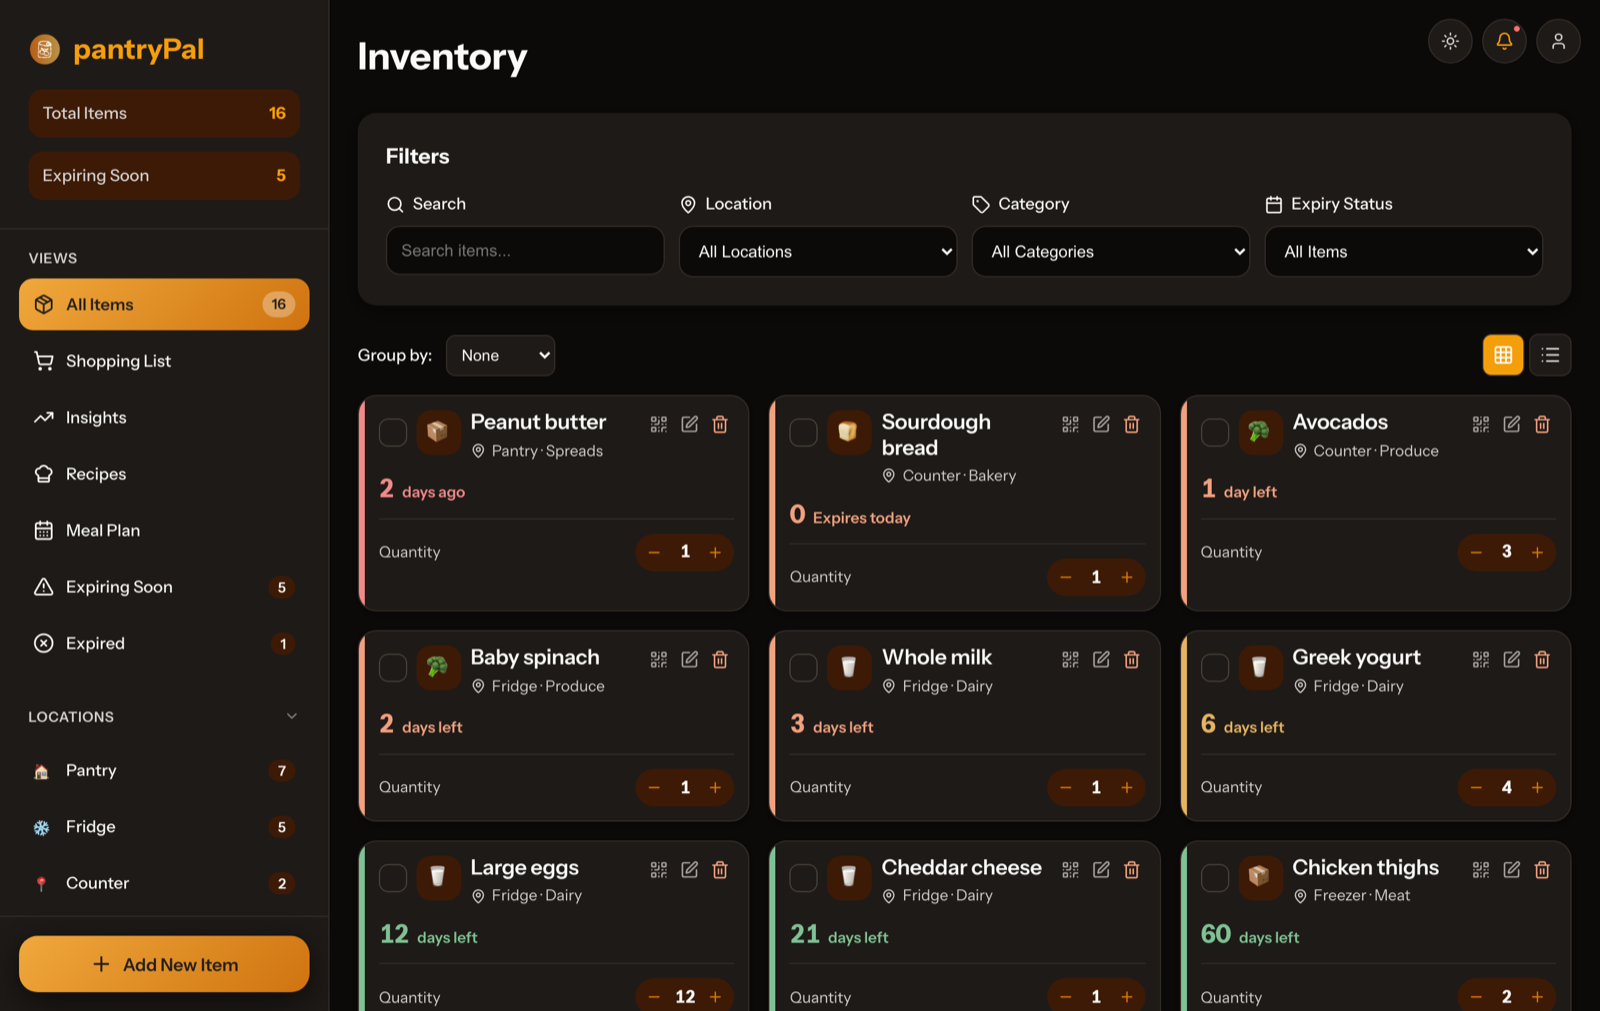 pantryPal
Total Items 16
Expiring Soon 5
VIEWS
All Items 16
Shopping List
Insights
Recipes
Meal Plan
Expiring Soon 5
Expired 1
LOCATIONS
Pantry 7
Fridge 5
Counter 2
+ Add New Item
Inventory
Filters
Search
Location
Category
Expiry Status
Search items...
All Locations
All Categories
All Items
Group by: None
Peanut butter
Pantry · Spreads
2 days ago
Quantity
− 1 +
Sourdough
bread
Counter · Bakery
0 Expires today
Quantity
− 1 +
Avocados
Counter · Produce
1 day left
Quantity
− 3 +
Baby spinach
Fridge · Produce
2 days left
Quantity
− 1 +
Whole milk
Fridge · Dairy
3 days left
Quantity
− 1 +
Greek yogurt
Fridge · Dairy
6 days left
Quantity
− 4 +
Large eggs
Fridge · Dairy
12 days left
Quantity
− 12 +
Cheddar cheese
Fridge · Dairy
21 days left
Quantity
− 1 +
Chicken thighs
Freezer · Meat
60 days left
Quantity
− 2 +